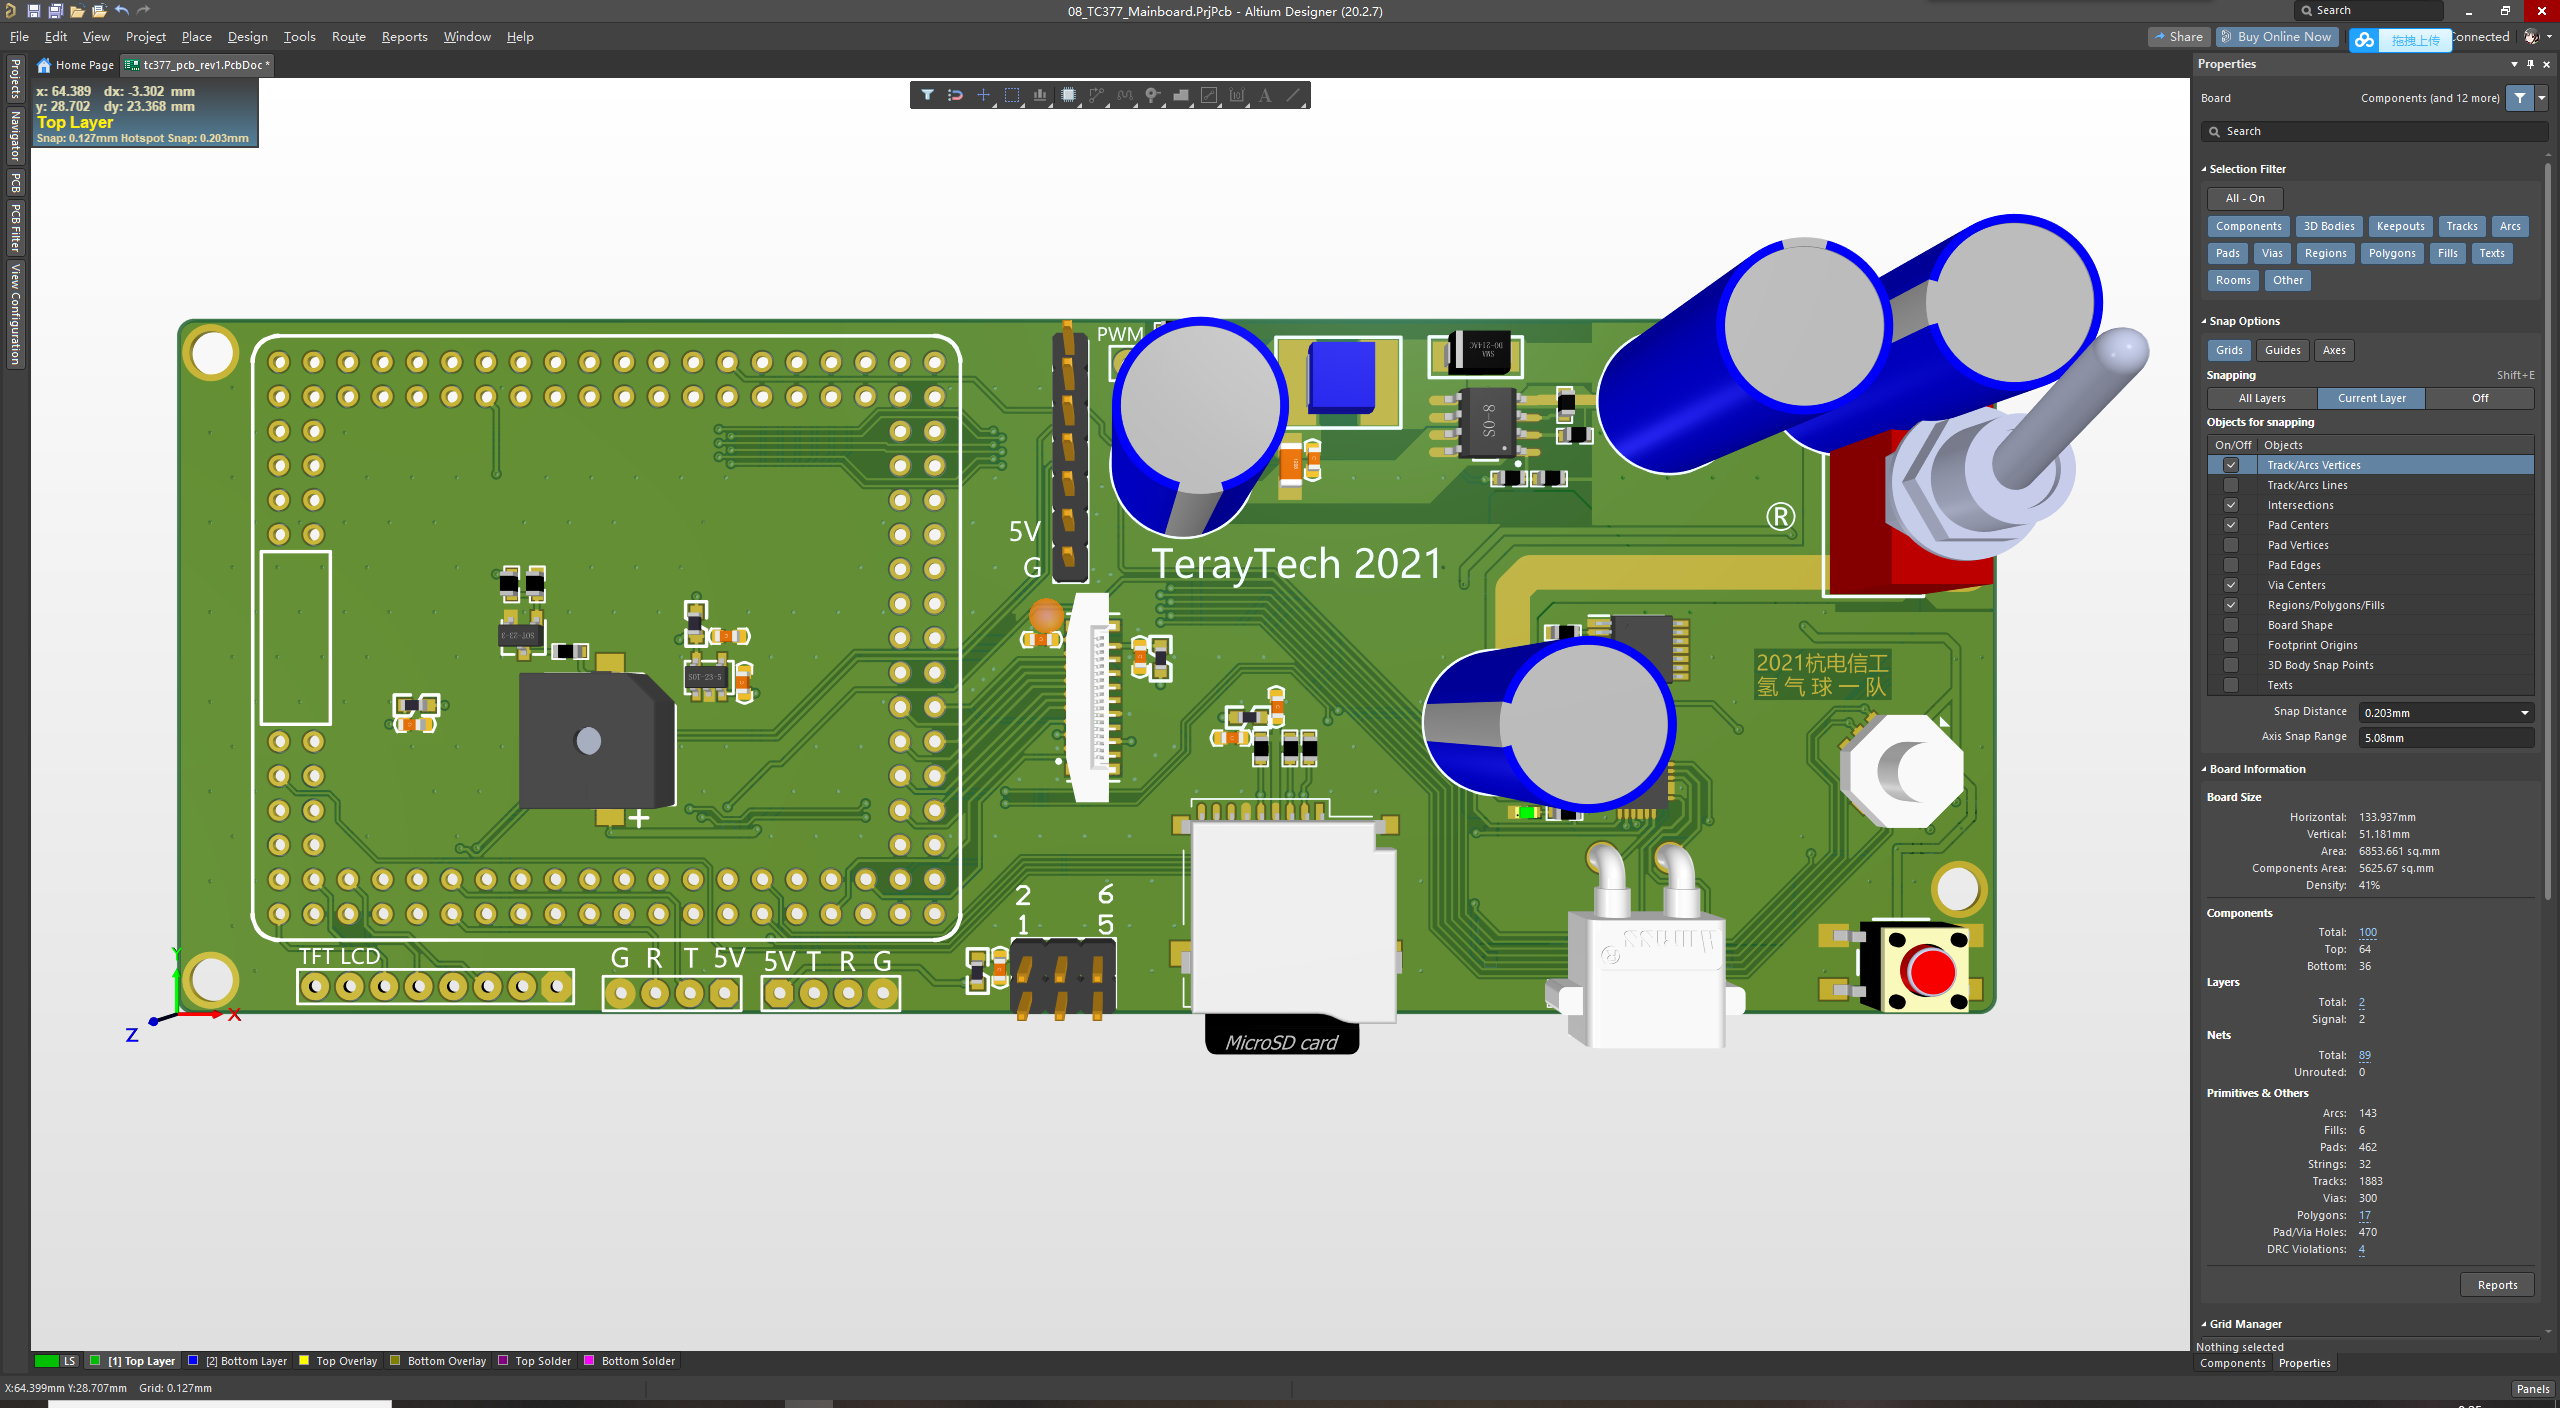 08_TC377_Mainboard.PrjPcb - Altium Designer (20.2.7)
Search
File Edit View Project Place Design Tools Route Reports Window Help
Share
Buy Online Now
拖拽上传
Connected
Home Page
tc377_pcb_rev1.PcbDoc *
Projects
Navigator
PCB
PCB Filter
View Configuration
x: 64.389 dx: -3.302 mm
y: 28.702 dy: 23.368 mm
Top Layer
Snap: 0.127mm Hotspot Snap: 0.203mm
PWM
SMA
DO-214AC
SO-8
5V
G
TerayTech 2021
®
SOT-23-3
SOT-23-5
2021杭电信工
氢气球一队
+
2 6
1 5
TFT LCD
G R T 5V
5V T R G
Amass
®
MicroSD card
Y
X
Z
Properties
Board
Components (and 12 more)
Search
Selection Filter
All - On
Components 3D Bodies Keepouts Tracks Arcs
Pads Vias Regions Polygons Fills Texts
Rooms Other
Snap Options
Grids Guides Axes
Snapping Shift+E
All Layers Current Layer Off
Objects for snapping
On/Off Objects
Track/Arcs Vertices
Track/Arcs Lines
Intersections
Pad Centers
Pad Vertices
Pad Edges
Via Centers
Regions/Polygons/Fills
Board Shape
Footprint Origins
3D Body Snap Points
Texts
Snap Distance 0.203mm
Axis Snap Range 5.08mm
Board Information
Board Size
Horizontal: 133.937mm
Vertical: 51.181mm
Area: 6853.661 sq.mm
Components Area: 5625.67 sq.mm
Density: 41%
Components
Total: 100
Top: 64
Bottom: 36
Layers
Total: 2
Signal: 2
Nets
Total: 89
Unrouted: 0
Primitives & Others
Arcs: 143
Fills: 6
Pads: 462
Strings: 32
Tracks: 1883
Vias: 300
Polygons: 17
Pad/Via Holes: 470
DRC Violations: 4
Reports
Grid Manager
Nothing selected
Components Properties
LS [1] Top Layer [2] Bottom Layer Top Overlay Bottom Overlay Top Solder Bottom Solder
X:64.399mm Y:28.707mm Grid: 0.127mm
Panels